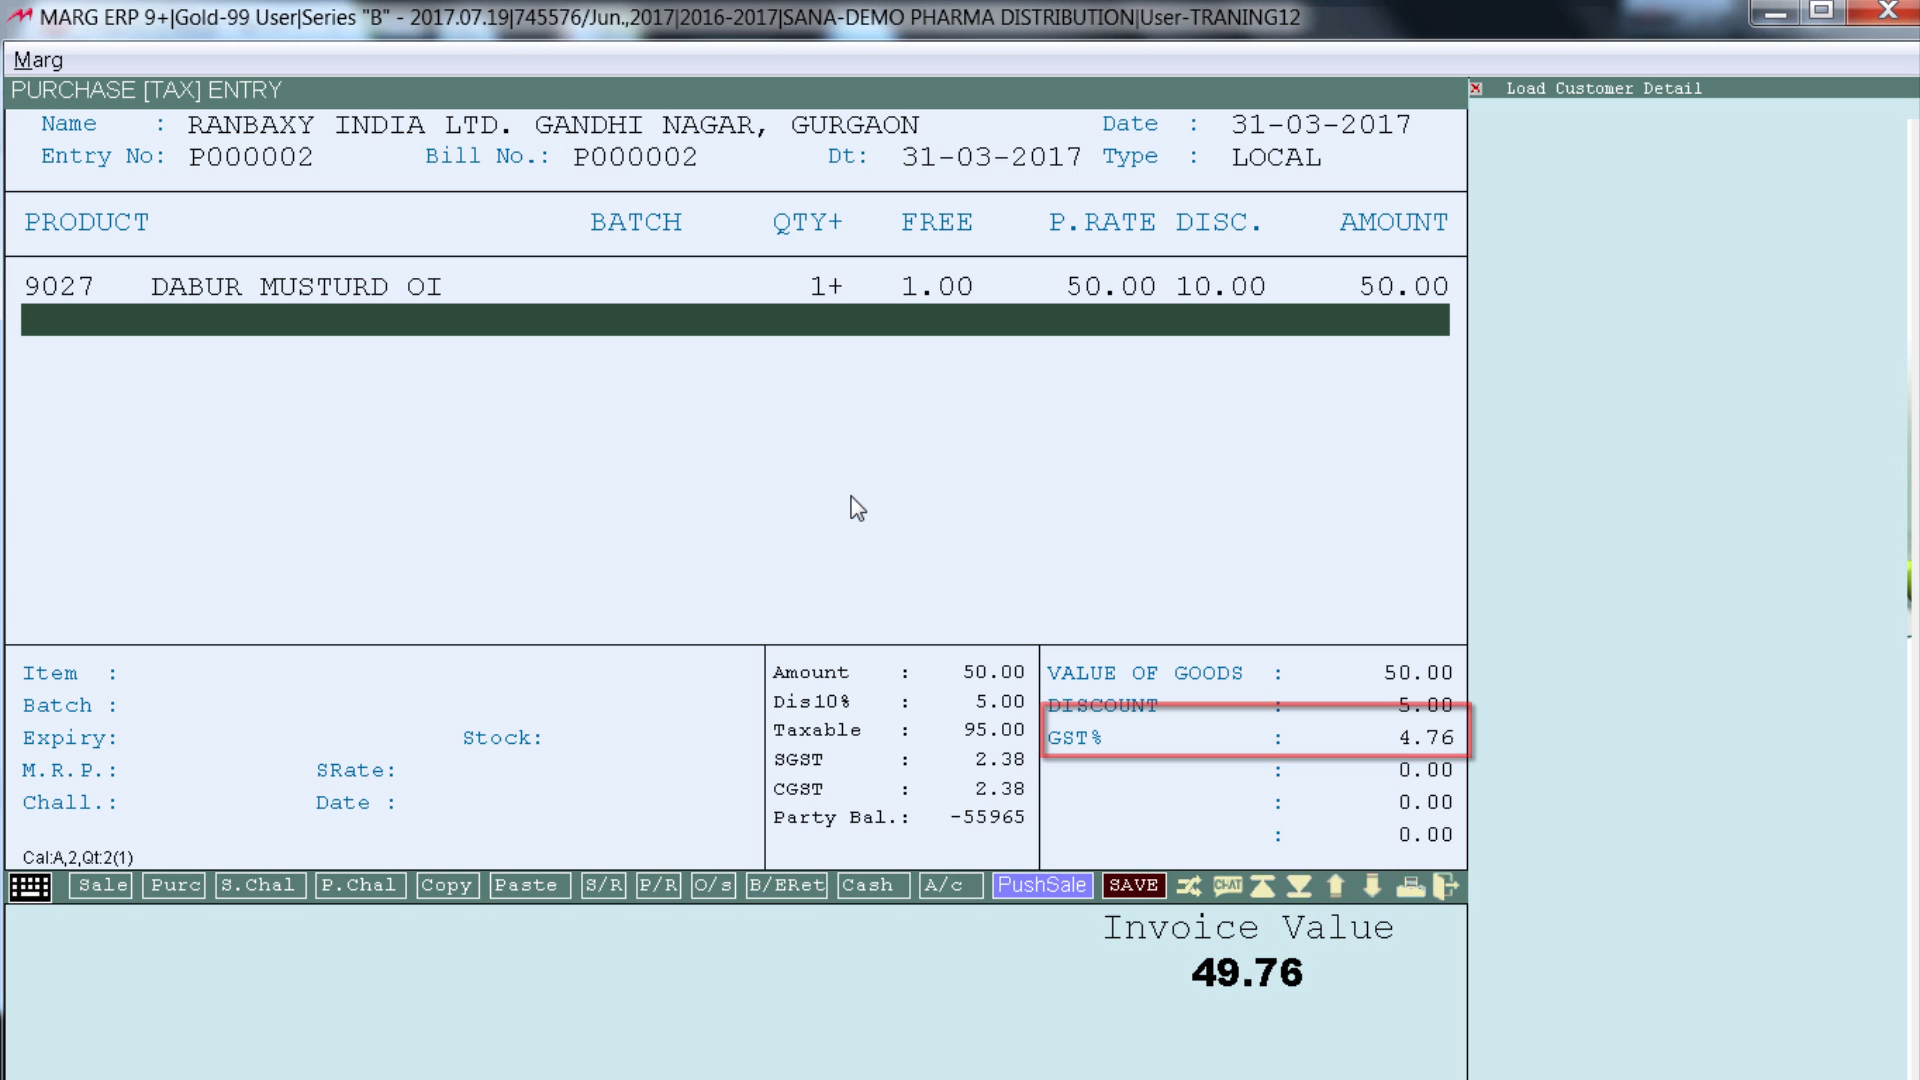 MARG ERP 9+|Gold-99 User|Series "B" - 2017.07.19|745576/Jun.,2017|2016-2017|SANA-DEMO PHARMA DISTRIBUTION|User-TRANING12
Marg
PURCHASE [TAX] ENTRY
Load Customer Detail
Name : RANBAXY INDIA LTD. GANDHI NAGAR, GURGAON Date : 31-03-2017
Entry No: P000002 Bill No.: P000002 Dt: 31-03-2017 Type : LOCAL
PRODUCT BATCH QTY+ FREE P.RATE DISC. AMOUNT
9027 DABUR MUSTURD OI 1+ 1.00 50.00 10.00 50.00
Item : Amount : 50.00 VALUE OF GOODS : 50.00
Batch : Dis10% : 5.00 DISCOUNT : 5.00
Expiry: Stock: Taxable : 95.00 GST% : 4.76
M.R.P.: SRate: SGST : 2.38 : 0.00
Chall.: Date : CGST : 2.38 : 0.00
Party Bal.: -55965 : 0.00
Cal:A,2,Qt:2(1)
Sale Purc S.Chal P.Chal Copy Paste S/R P/R O/s B/ERet Cash A/c PushSale SAVE CHAT
Invoice Value
49.76